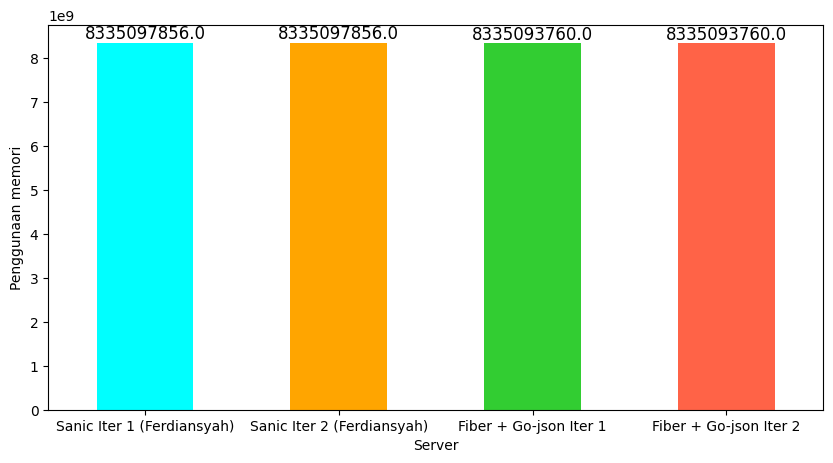 1e9
8335097856.0
8335097856.0
8335093760.0
8335093760.0
8
7
6
5
4
3
2
1
0
Penggunaan memori
Sanic Iter 1 (Ferdiansyah)
Sanic Iter 2 (Ferdiansyah)
Fiber + Go-json Iter 1
Fiber + Go-json Iter 2
Server